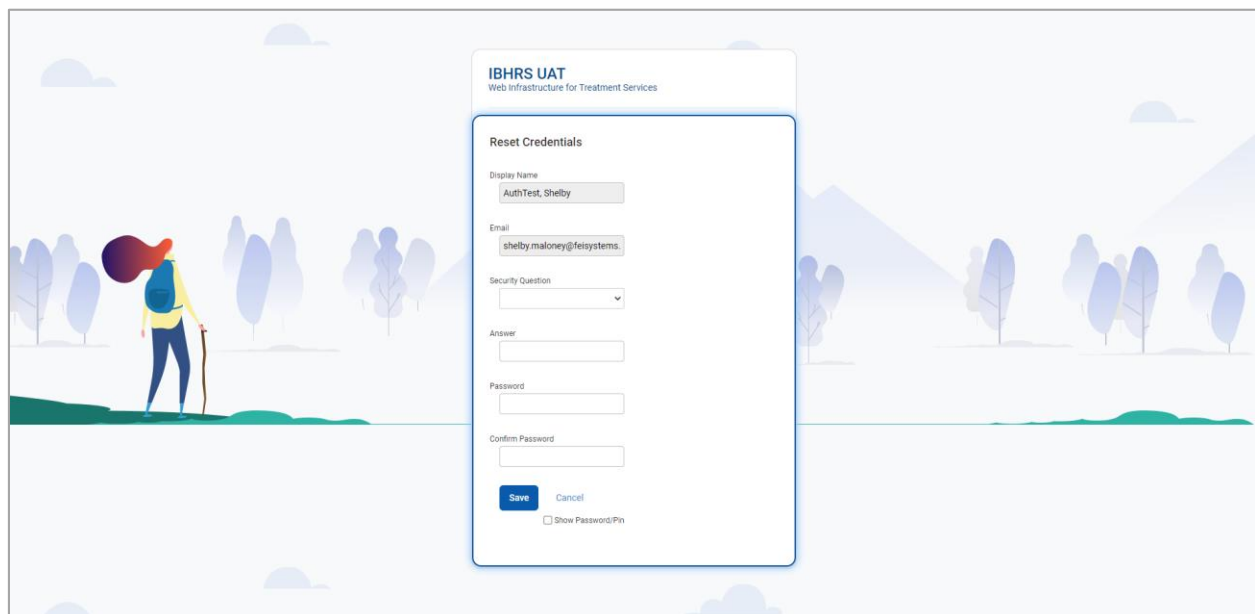 IBHRS UAT
Web Infrastructure for Treatment Services
Reset Credentials
Display Name
AuthTest, Shelby
Email
shelby.maloney@feisystems.
Security Question
Answer
Password
Confirm Password
Save Cancel
Show Password/Pin